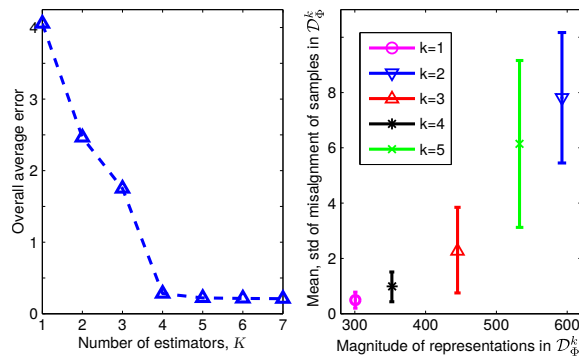 4
3
2
1
0
1 2 3 4 5 6 7
Overall average error
Number of estimators, K
10
8
6
4
2
0
300 400 500 600
Mean, std of misalignment of samples in 𝒟_Φ^k
Magnitude of representations in 𝒟_Φ^k
k=1
k=2
k=3
k=4
k=5